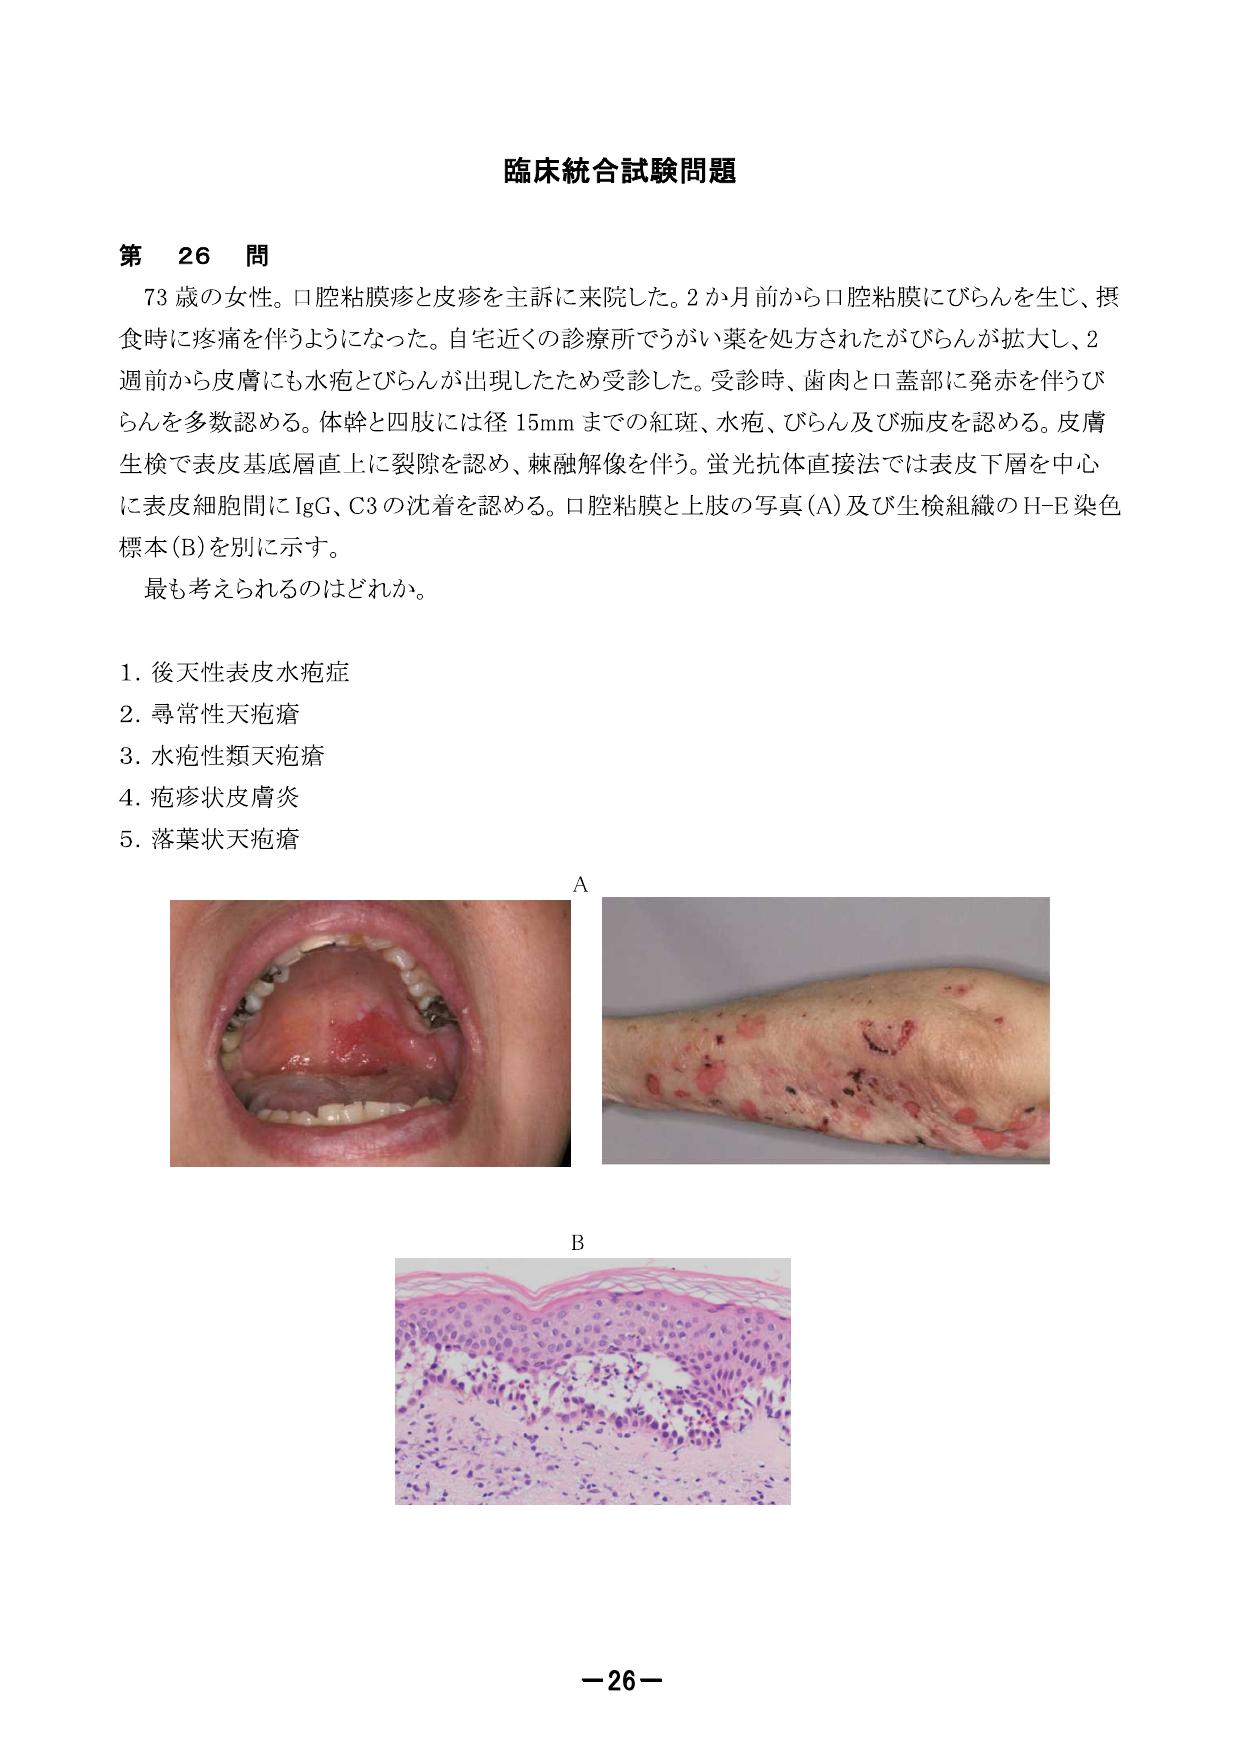 臨床統合試験問題
第 26 問
73 歳の女性。口腔粘膜疹と皮疹を主訴に来院した。2 か月前から口腔粘膜にびらんを生じ、摂
食時に疼痛を伴うようになった。自宅近くの診療所でうがい薬を処方されたがびらんが拡大し、2
週前から皮膚にも水疱とびらんが出現したため受診した。受診時、歯肉と口蓋部に発赤を伴うび
らんを多数認める。体幹と四肢には径 15mm までの紅斑、水疱、びらん及び痂皮を認める。皮膚
生検で表皮基底層直上に裂隙を認め、棘融解像を伴う。蛍光抗体直接法では表皮下層を中心
に表皮細胞間に IgG、C3 の沈着を認める。口腔粘膜と上肢の写真（A）及び生検組織の H-E 染色
標本（B）を別に示す。
最も考えられるのはどれか。
1. 後天性表皮水疱症
2. 尋常性天疱瘡
3. 水疱性類天疱瘡
4. 疱疹状皮膚炎
5. 落葉状天疱瘡
A
B
－26－